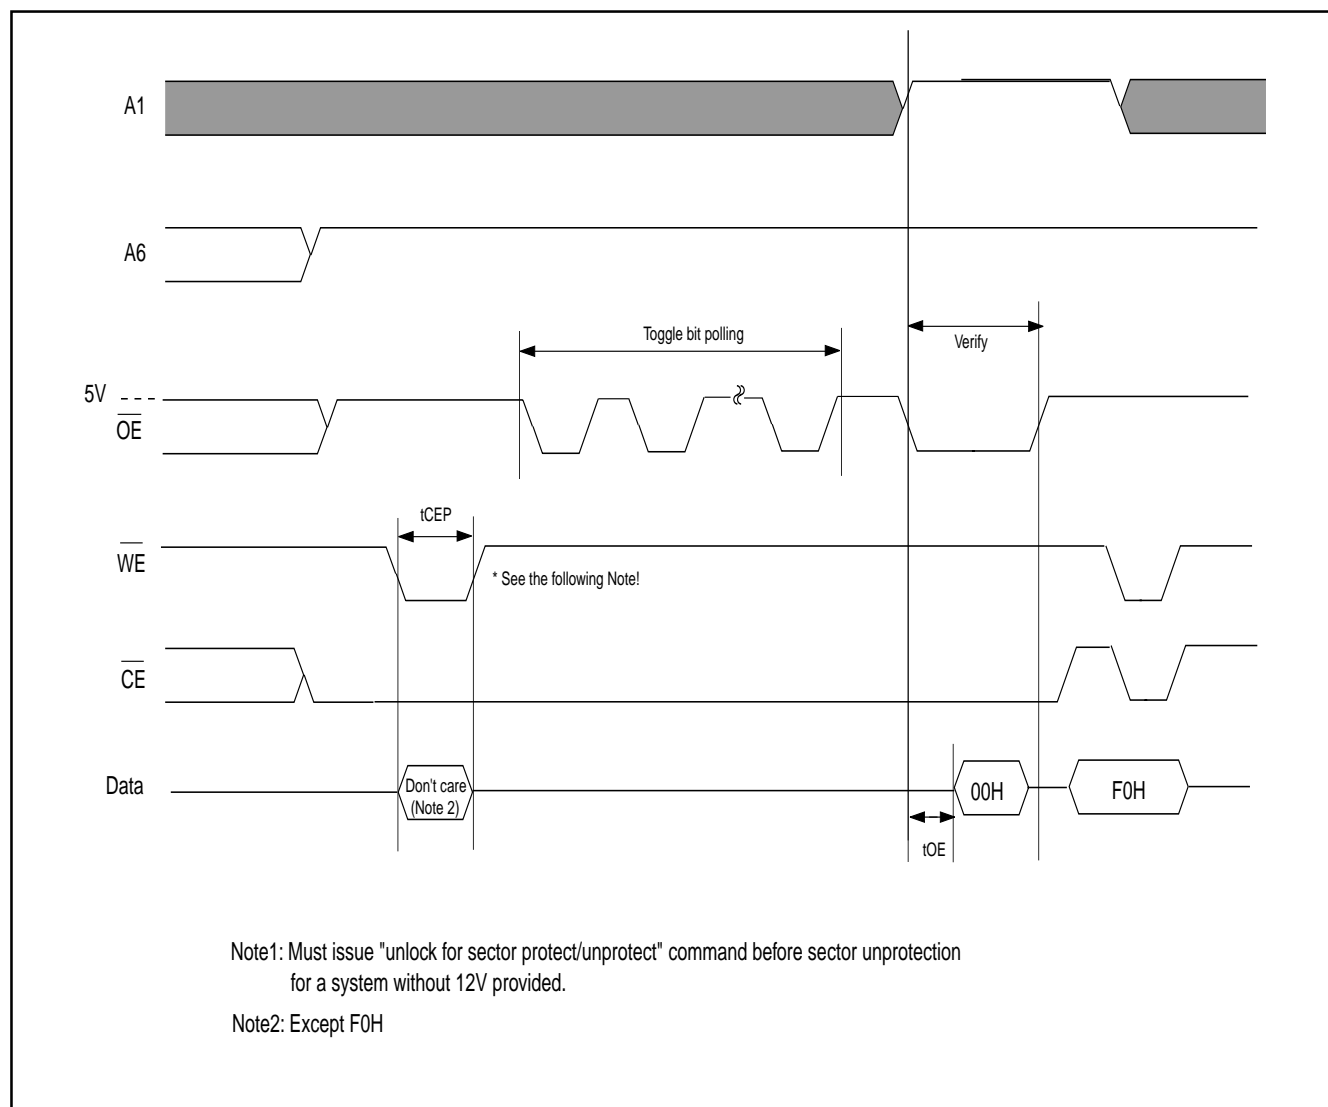 A1
A6
Toggle bit polling
Verify
5V
OE
tCEP
WE
* See the following Note!
CE
Data
Don't care
(Note 2)
00H
F0H
tOE
Note1: Must issue "unlock for sector protect/unprotect" command before sector unprotection
for a system without 12V provided.
Note2: Except F0H